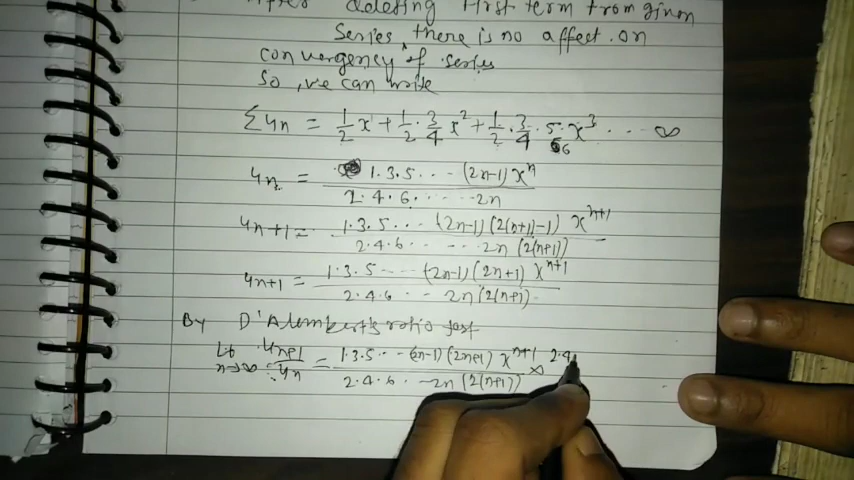 deleting first term from given
Series, there is no affect on
convergency of series
So, we can write
Σun = 1/2 x + 1/2 · 3/4 x² + 1/2 · 3/4 · 5/6 · x³ ... ∞
un = 1·3·5··· (2n-1) xⁿ / 2·4·6·······2n
un+1 = 1·3·5··· (2n-1)(2(n+1)-1) xⁿ⁺¹ / 2·4·6 ·····2n (2(n+1))
un+1 = 1·3·5···· (2n-1)(2n+1) xⁿ⁺¹ / 2·4·6 ·· 2n(2(n+1)
By D'Alembert's ratio test
Lt n→∞ un+1/un = 1·3·5···(2n-1)(2n+1) xⁿ⁺¹ / 2·4·6··2n (2(n+1)) × 2·4